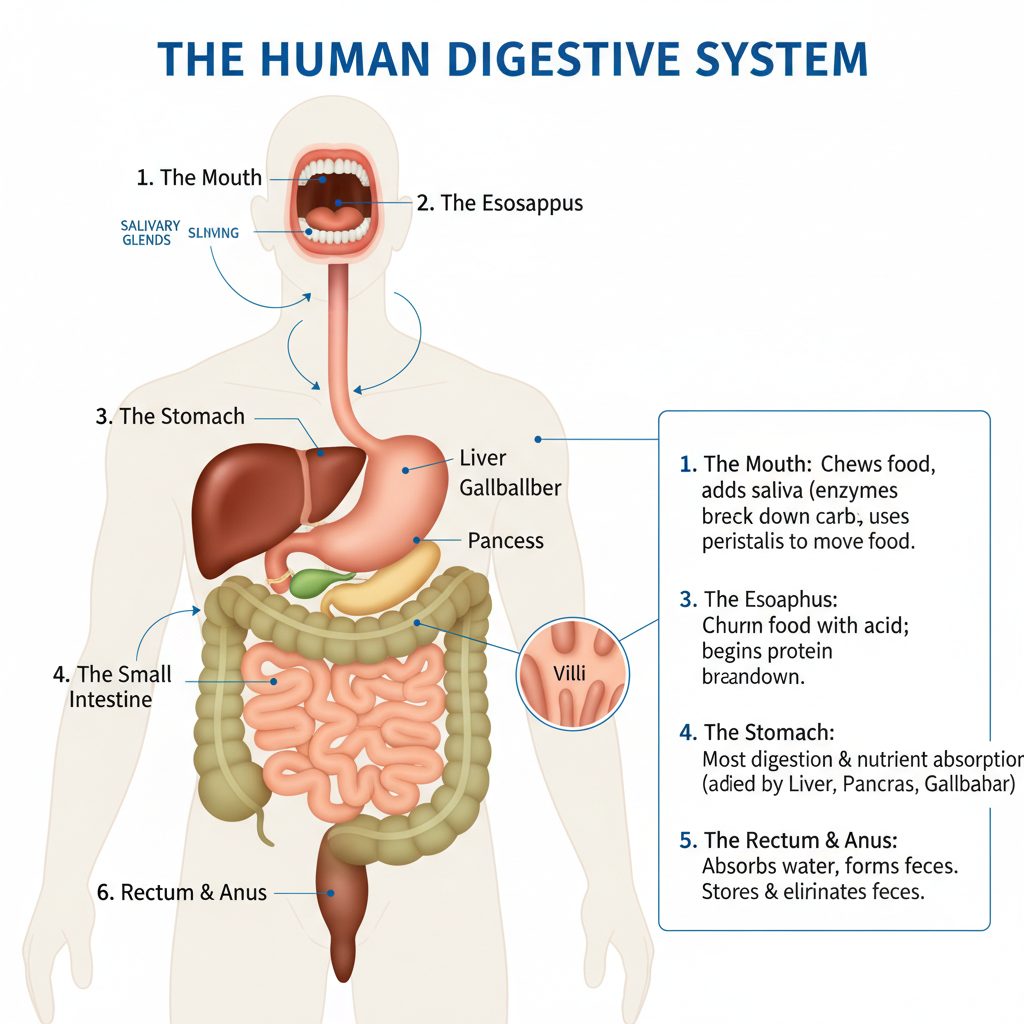 THE HUMAN DIGESTIVE SYSTEM
1. The Mouth
2. The Esosappus
SALIVARY
GLENDS
3. The Stomach
Liver
Gallballber
Pancess
4. The Small
Intestine
Villi
6. Rectum & Anus
1. The Mouth: Chews food,
adds saliva (enzymes
breck down carb., uses
peristalis to move food.
3. The Esoaphus:
Churn food with acid;
begins protein
4. The Stomach:
Most digestion & nutrient absorption
(adied by Liver, Pancras, Gallbahar)
5. The Rectum & Anus:
Absorbs water, forms feces.
Stores & elirinates feces.